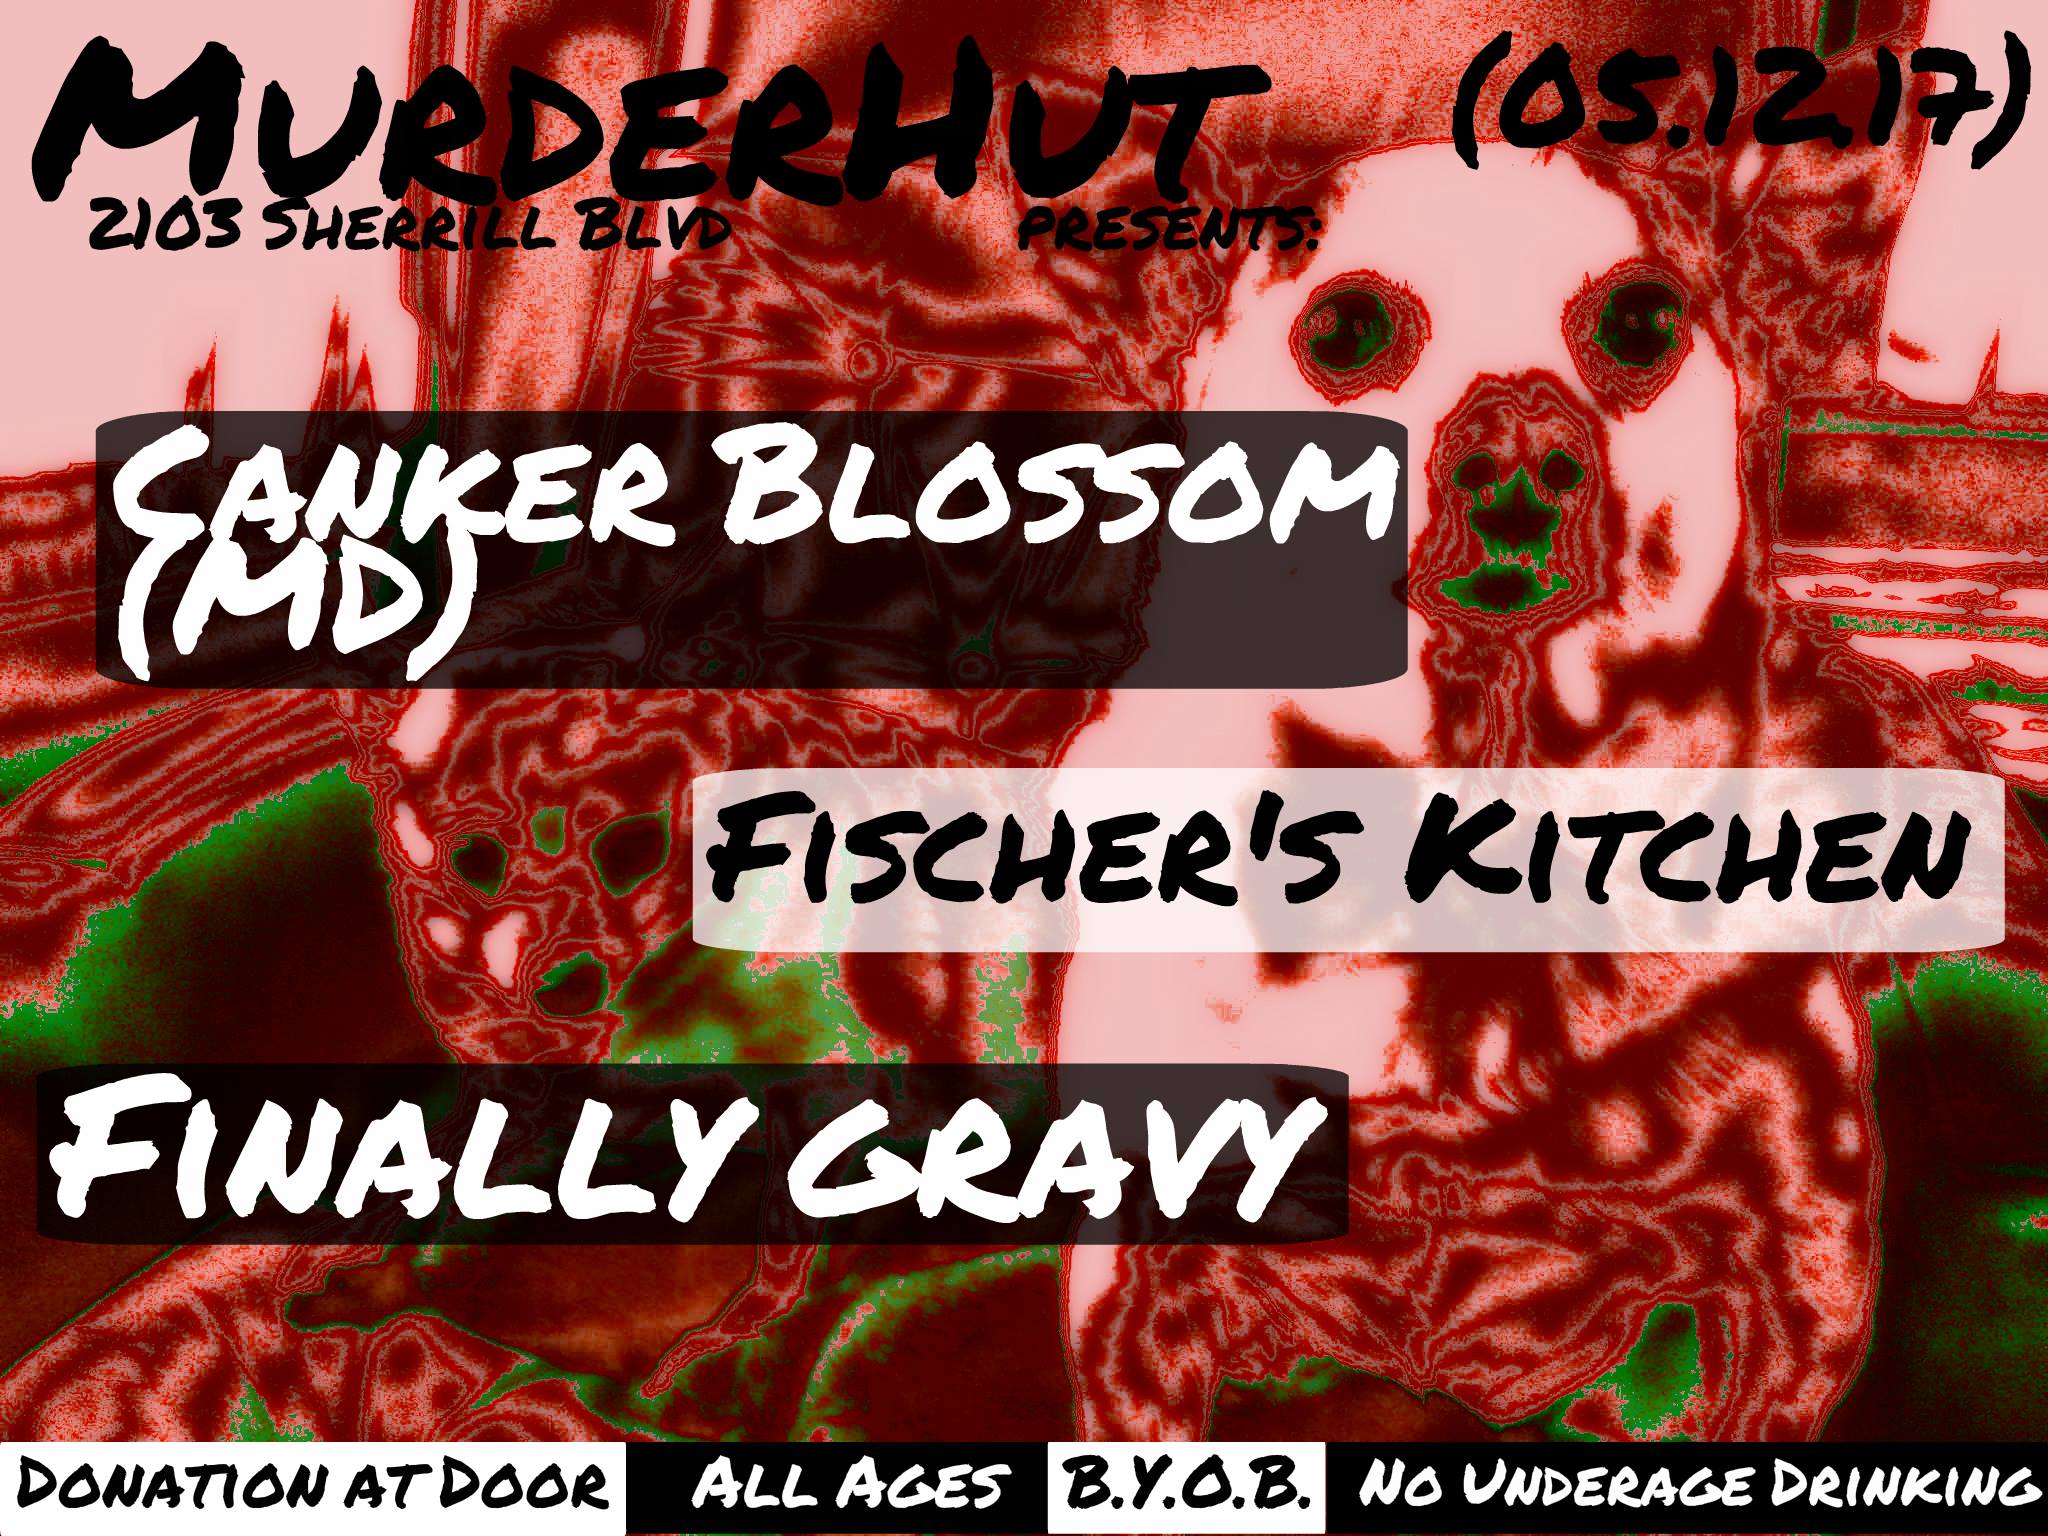 MurderHut
(05.12.17)
2103 Sherrill Blvd
presents:
Canker Blossom
(MD)
Fischer's Kitchen
Finally Gravy
Donation at Door
All Ages
B.Y.O.B.
No Underage Drinking